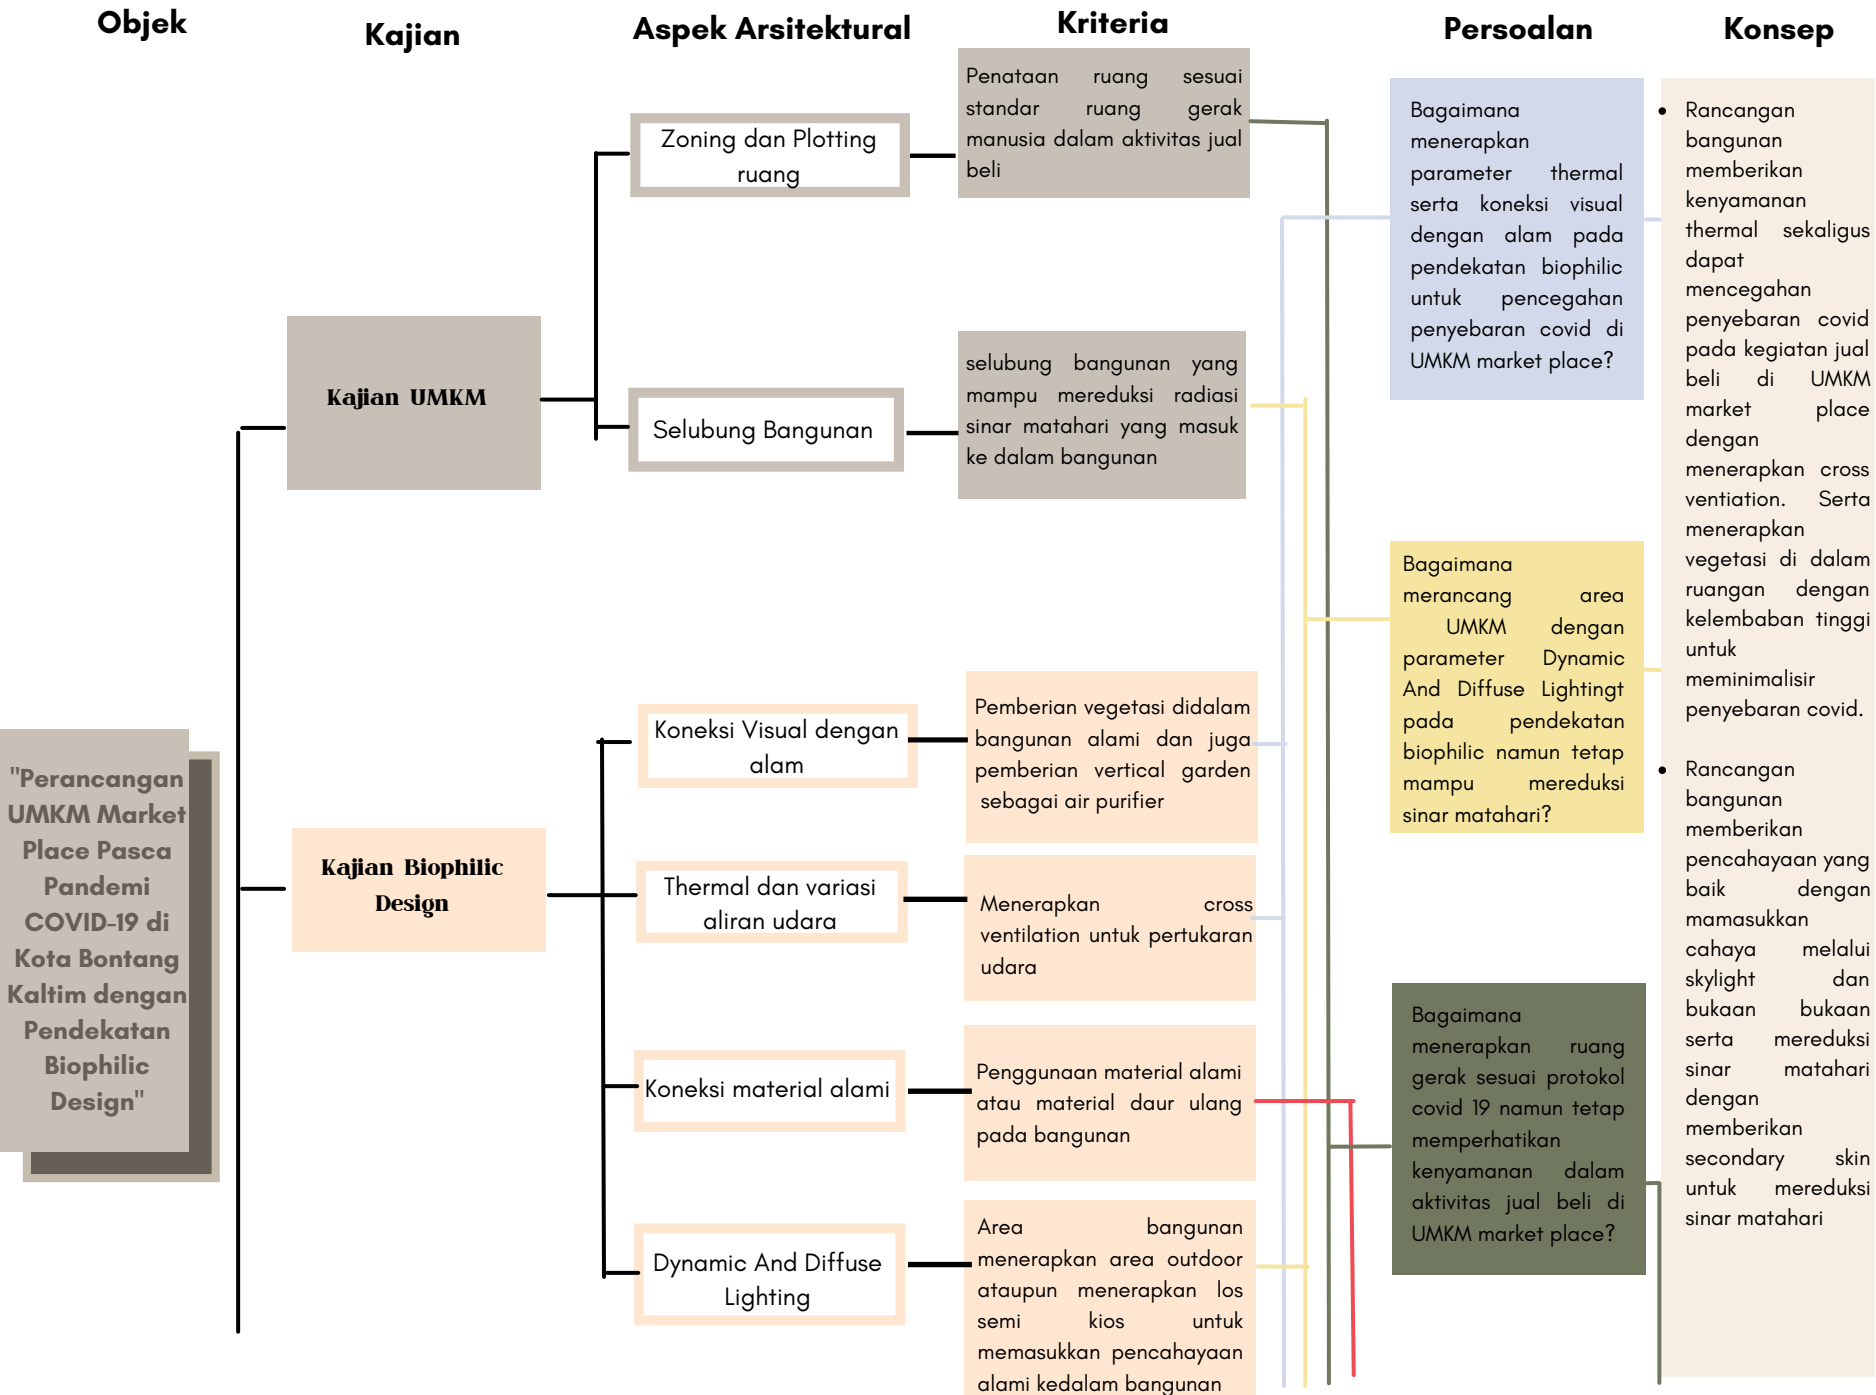 Objek
Kajian
Aspek Arsitektural
Kriteria
Persoalan
Konsep
"Perancangan
UMKM Market
Place Pasca
Pandemi
COVID-19 di
Kota Bontang
Kaltim dengan
Pendekatan
Biophilic
Design"
Kajian UMKM
Kajian Biophilic
Design
Zoning dan Plotting
ruang
Selubung Bangunan
Koneksi Visual dengan
alam
Thermal dan variasi
aliran udara
Koneksi material alami
Dynamic And Diffuse
Lighting
Penataan ruang sesuai
standar ruang gerak
manusia dalam aktivitas jual
beli
selubung bangunan yang
mampu mereduksi radiasi
sinar matahari yang masuk
ke dalam bangunan
Pemberian vegetasi didalam
bangunan alami dan juga
pemberian vertical garden
sebagai air purifier
Menerapkan cross
ventilation untuk pertukaran
udara
Penggunaan material alami
atau material daur ulang
pada bangunan
Area bangunan
menerapkan area outdoor
ataupun menerapkan los
semi kios untuk
memasukkan pencahayaan
alami kedalam bangunan
Bagaimana
menerapkan
parameter thermal
serta koneksi visual
dengan alam pada
pendekatan biophilic
untuk pencegahan
penyebaran covid di
UMKM market place?
Bagaimana
merancang area
UMKM dengan
parameter Dynamic
And Diffuse Lightingt
pada pendekatan
biophilic namun tetap
mampu mereduksi
sinar matahari?
Bagaimana
menerapkan ruang
gerak sesuai protokol
covid 19 namun tetap
memperhatikan
kenyamanan dalam
aktivitas jual beli di
UMKM market place?
• Rancangan
bangunan
memberikan
kenyamanan
thermal sekaligus
dapat
mencegahan
penyebaran covid
pada kegiatan jual
beli di UMKM
market place
dengan
menerapkan cross
ventiation. Serta
menerapkan
vegetasi di dalam
ruangan dengan
kelembaban tinggi
untuk
meminimalisir
penyebaran covid.
• Rancangan
bangunan
memberikan
pencahayaan yang
baik dengan
mamasukkan
cahaya melalui
skylight dan
bukaan bukaan
serta mereduksi
sinar matahari
dengan
memberikan
secondary skin
untuk mereduksi
sinar matahari